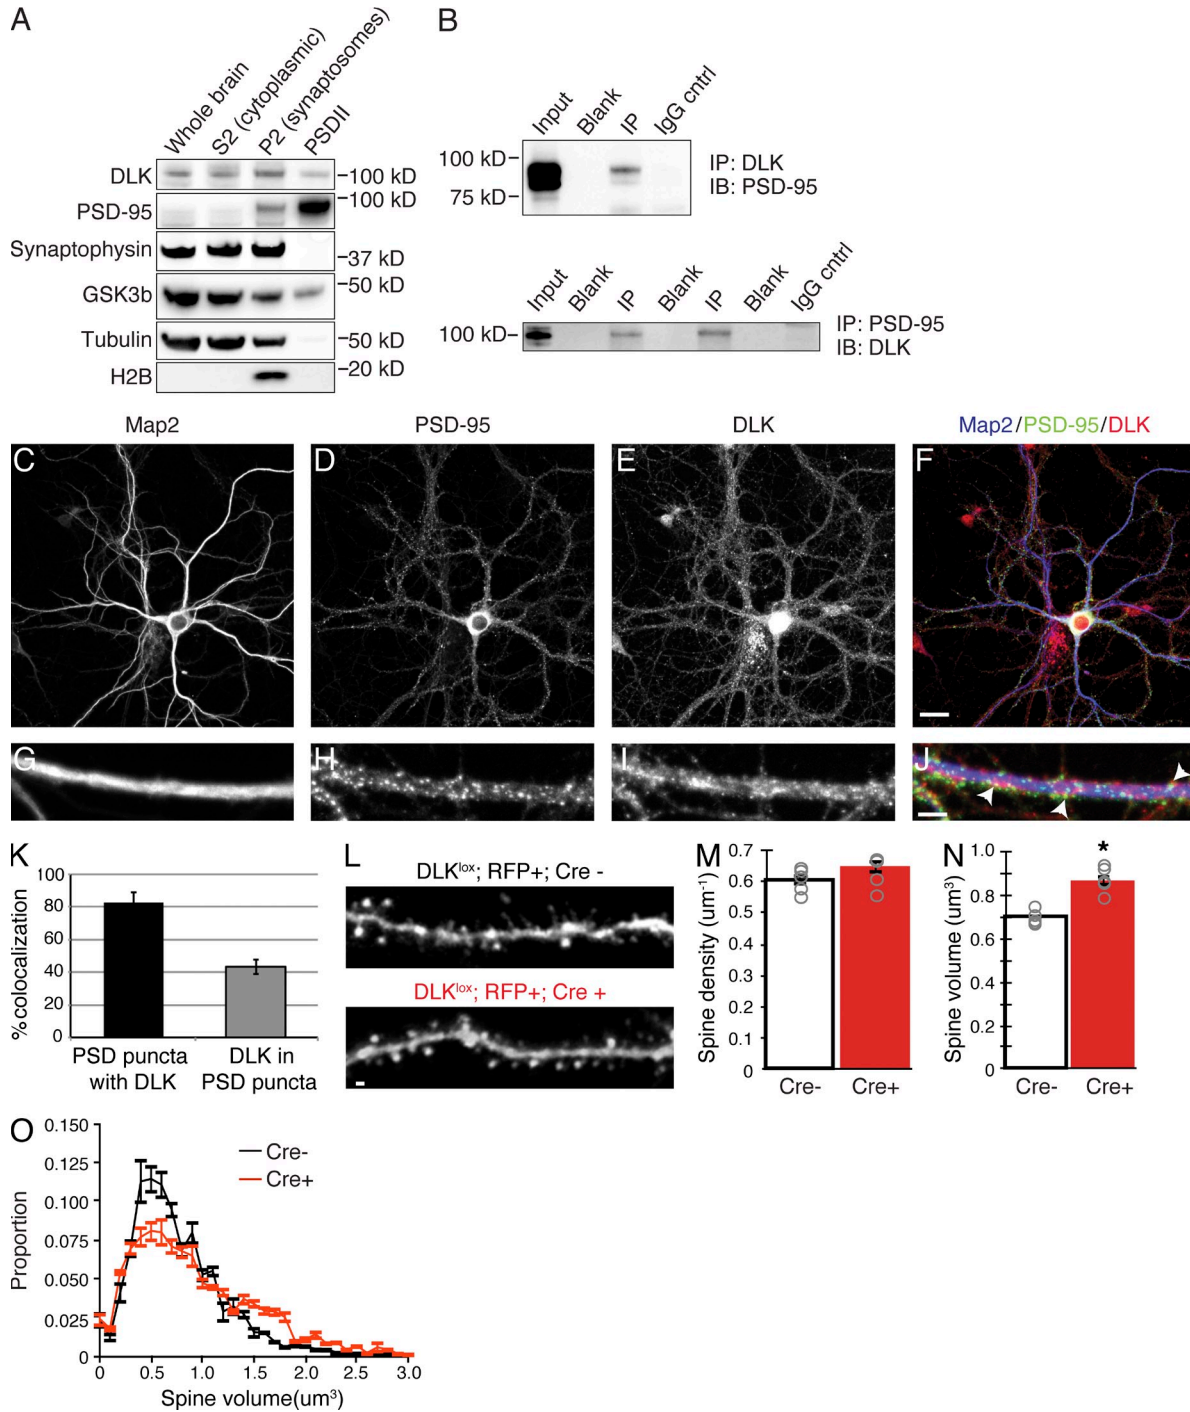 A
Whole brain
S2 (cytoplasmic)
P2 (synaptosomes)
PSDII
DLK
-100 kD
PSD-95
-100 kD
Synaptophysin
-37 kD
GSK3b
-50 kD
Tubulin
-50 kD
H2B
-20 kD
B
Input
Blank
IP
IgG cntrl
100 kD-
75 kD-
IP: DLK
IB: PSD-95
Input
Blank
IP
Blank
IP
Blank
IgG cntrl
100 kD-
IP: PSD-95
IB: DLK
Map2
PSD-95
DLK
Map2/PSD-95/DLK
C
D
E
F
G
H
I
J
K
%colocalization
100
80
60
40
20
0
PSD puncta
with DLK
DLK in
PSD puncta
L
DLKlox; RFP+; Cre -
DLKlox; RFP+; Cre +
M
Spine density (um-1)
0.7
0.6
0.5
0.4
0.3
0.2
0.1
0
Cre-
Cre+
N
Spine volume (um3)
1.0
0.8
0.6
0.4
0.2
0
*
Cre-
Cre+
O
Proportion
0.150
0.125
0.100
0.075
0.050
0.025
0
Cre-
Cre+
0
0.5
1.0
1.5
2.0
2.5
3.0
Spine volume(um3)